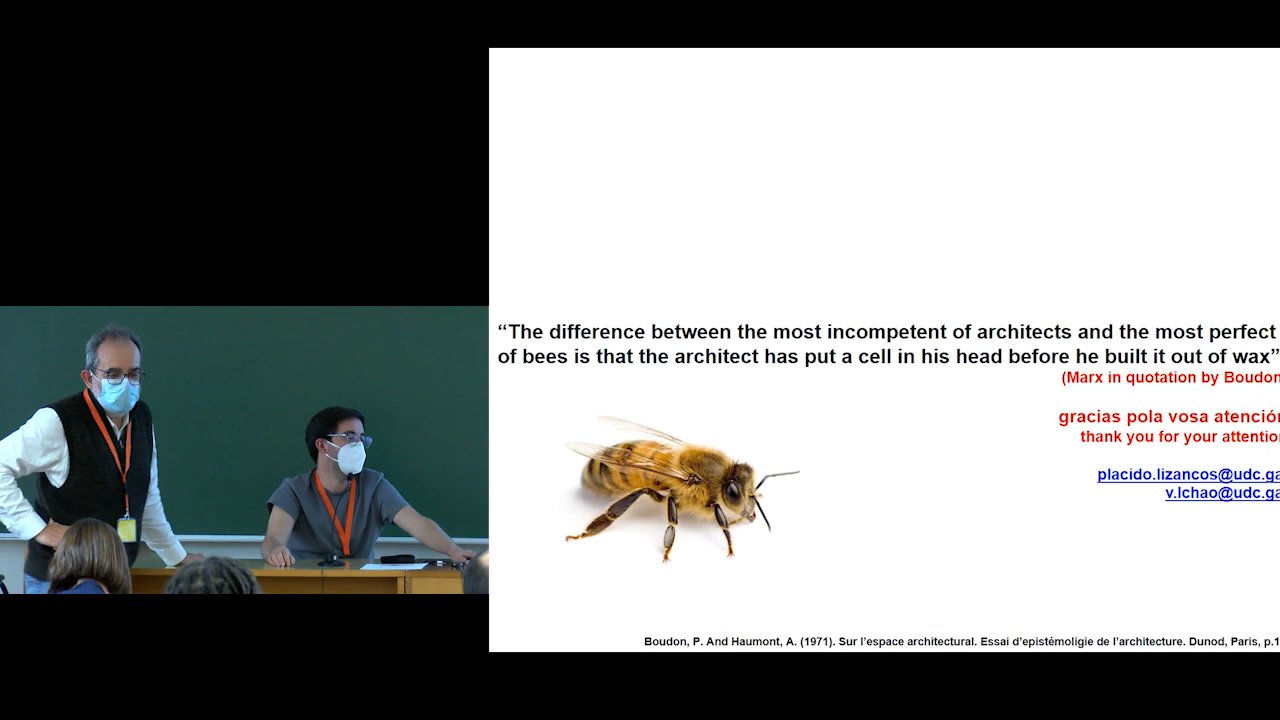 “The difference between the most incompetent of architects and the most perfect
of bees is that the architect has put a cell in his head before he built it out of wax”
(Marx in quotation by Boudon
gracias pola vosa atención
thank you for your attention
placido.lizancos@udc.ga
v.lchao@udc.ga
Boudon, P. And Haumont, A. (1971). Sur l’espace architectural. Essai d’epistémoligie de l’architecture. Dunod, Paris, p.1